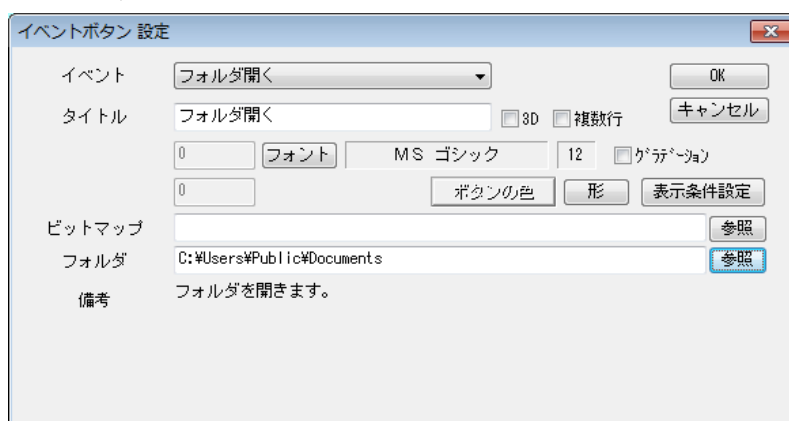 イベントボタン 設定
イベント フォルダ開く OK
タイトル フォルダ開く 3D 複数行 キャンセル
0 フォント MS ゴシック 12 グラデーション
0 ボタンの色 形 表示条件設定
ビットマップ 参照
フォルダ C:¥Users¥Public¥Documents 参照
備考 フォルダを開きます。